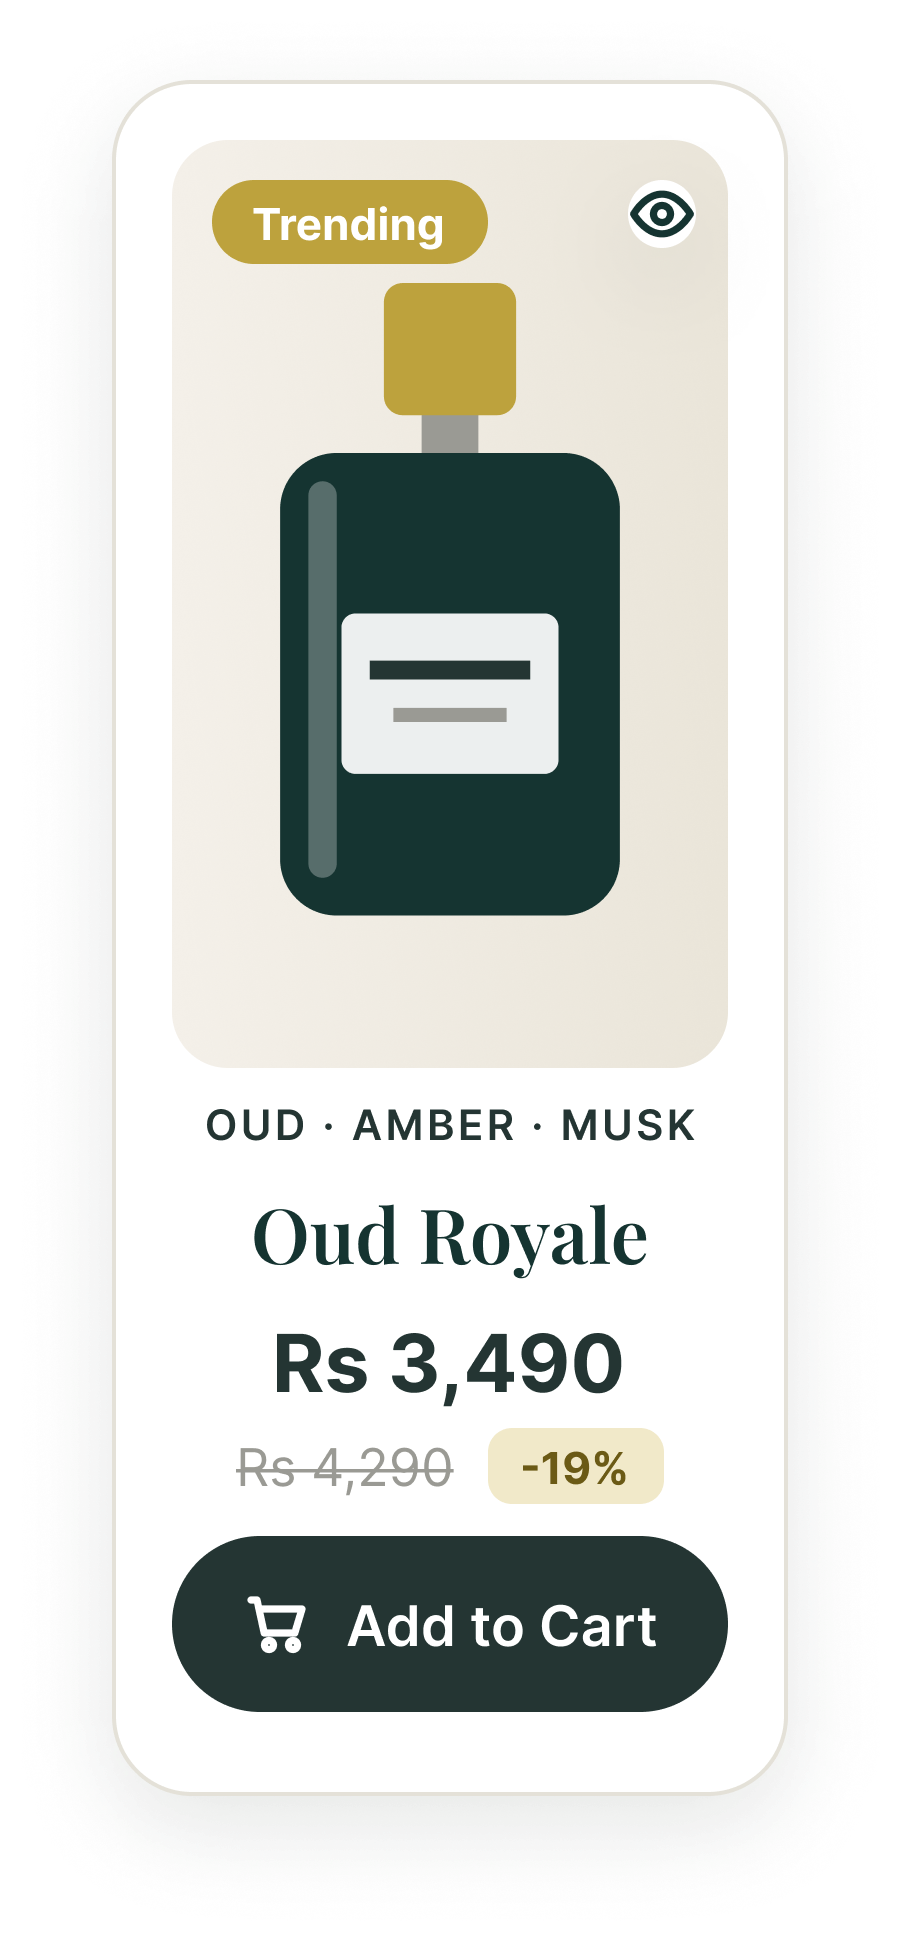 Trending
OUD · AMBER · MUSK
Oud Royale
Rs 3,490
Rs 4,290 -19%
Add to Cart